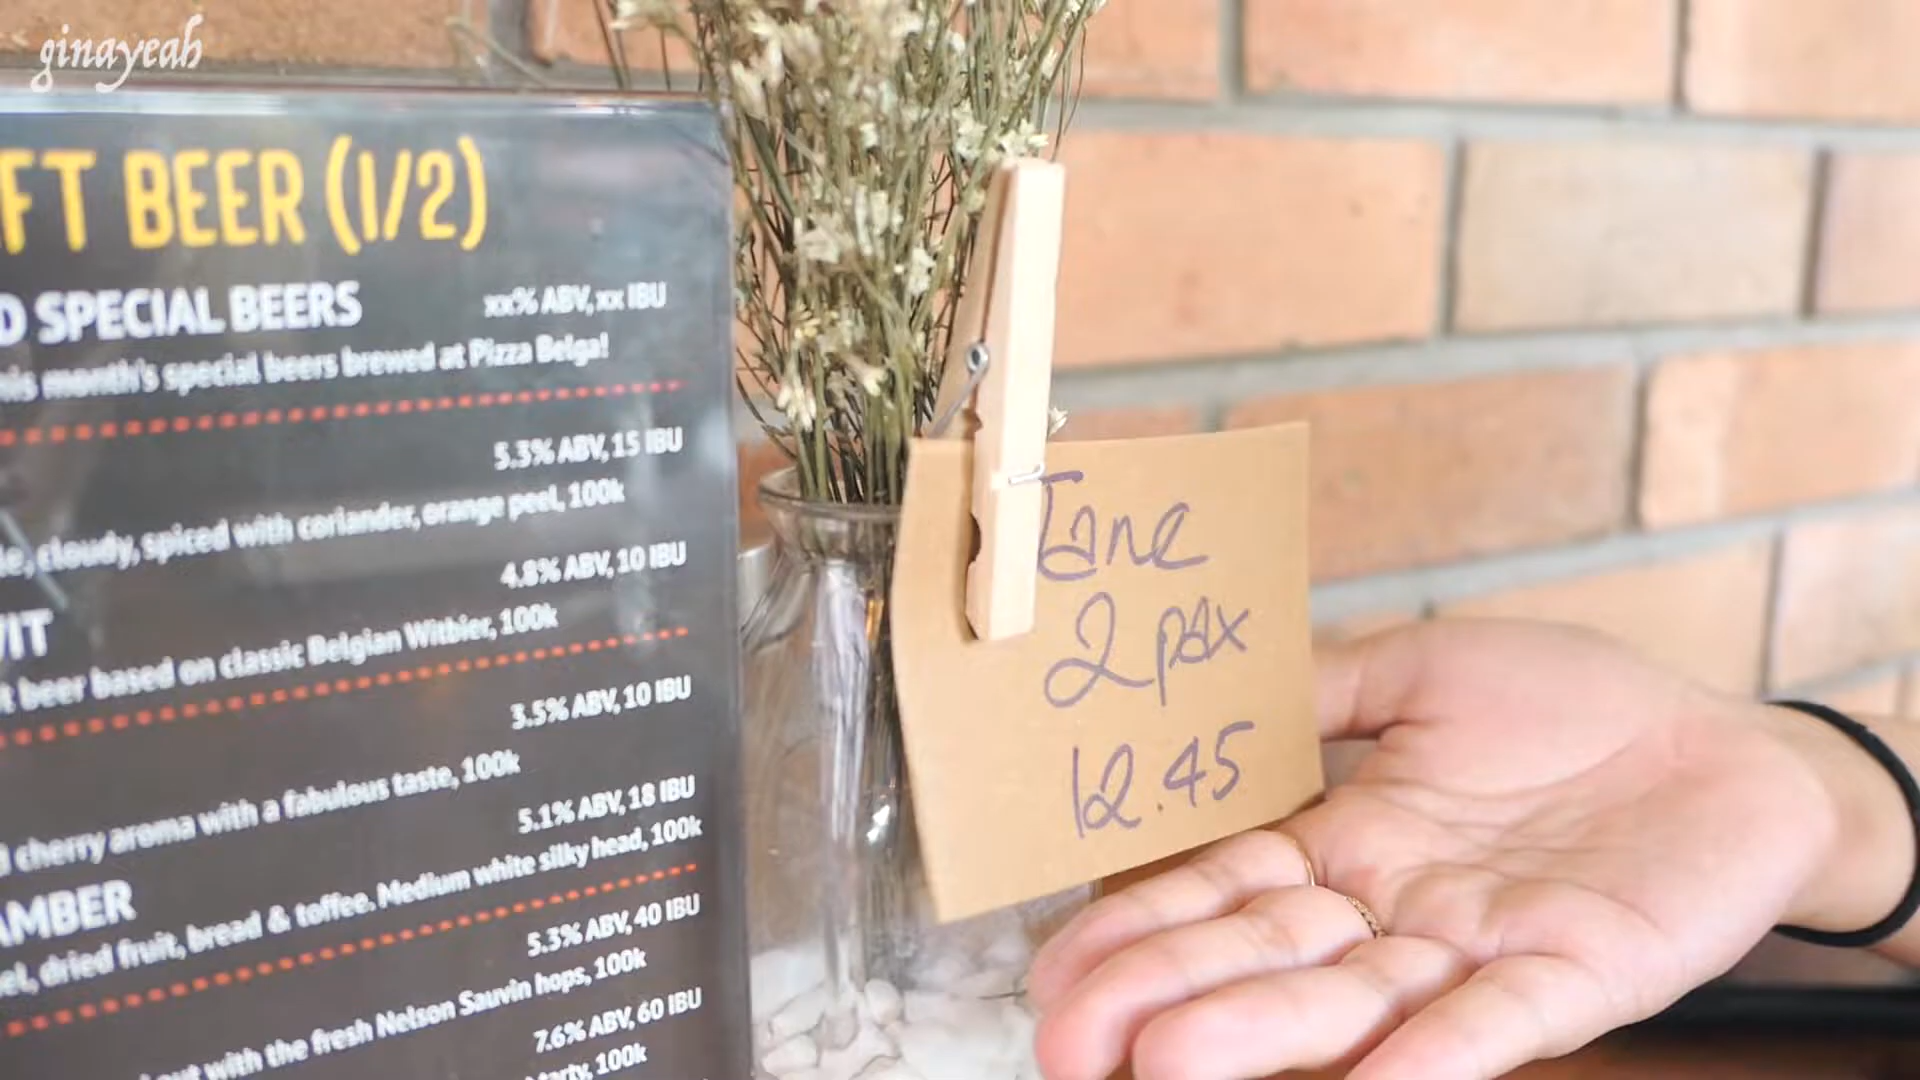 ginayeah
FT BEER (1/2)
D SPECIAL BEERS xx% ABV, xx IBU
his month's special beers brewed at Pizza Belga!
5.3% ABV, 15 IBU
le, cloudy, spiced with coriander, orange peel, 100k
4.8% ABV, 10 IBU
WIT
t beer based on classic Belgian Witbier, 100k
3.5% ABV, 10 IBU
d cherry aroma with a fabulous taste, 100k
5.1% ABV, 18 IBU
AMBER
el, dried fruit, bread & toffee. Medium white silky head, 100k
5.3% ABV, 40 IBU
out with the fresh Nelson Sauvin hops, 100k
7.6% ABV, 60 IBU
tarty, 100k
Jane
2 pax
12.45